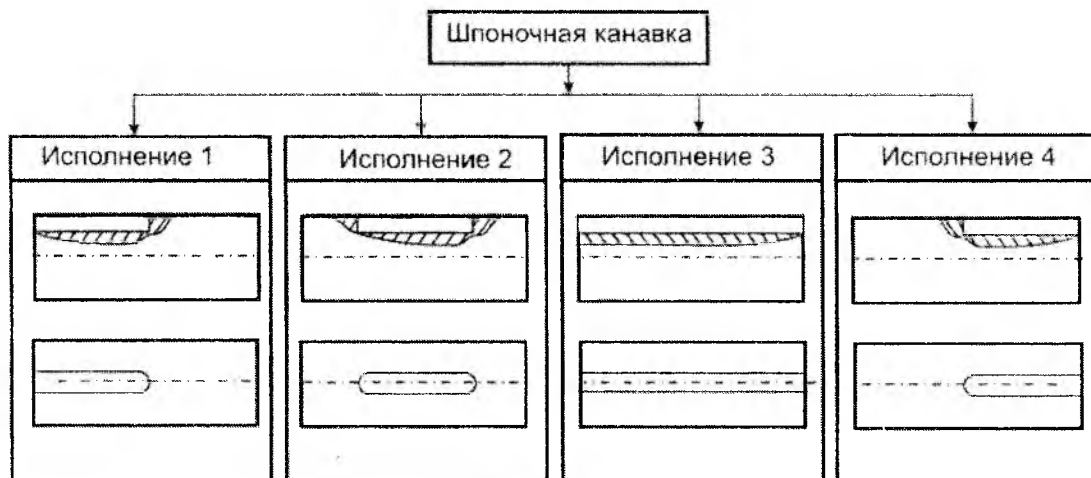 Шпоночная канавка
Исполнение 1
Исполнение 2
Исполнение 3
Исполнение 4